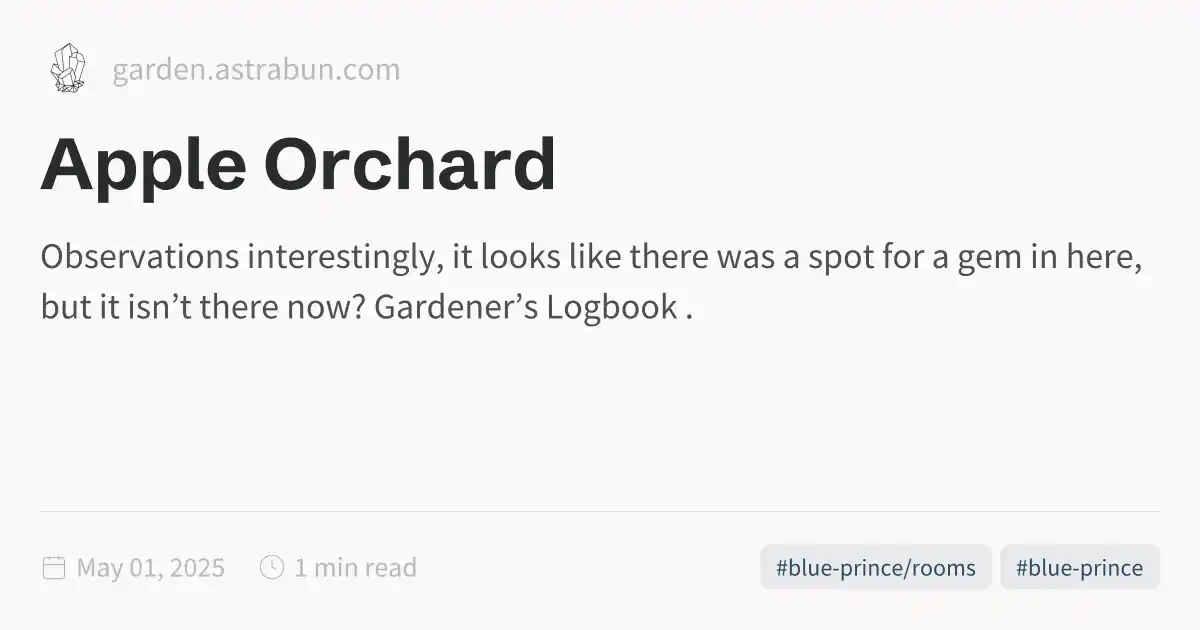 garden.astrabun.com
Apple Orchard
Observations interestingly, it looks like there was a spot for a gem in here,
but it isn’t there now? Gardener’s Logbook .
May 01, 2025 1 min read #blue-prince/rooms #blue-prince